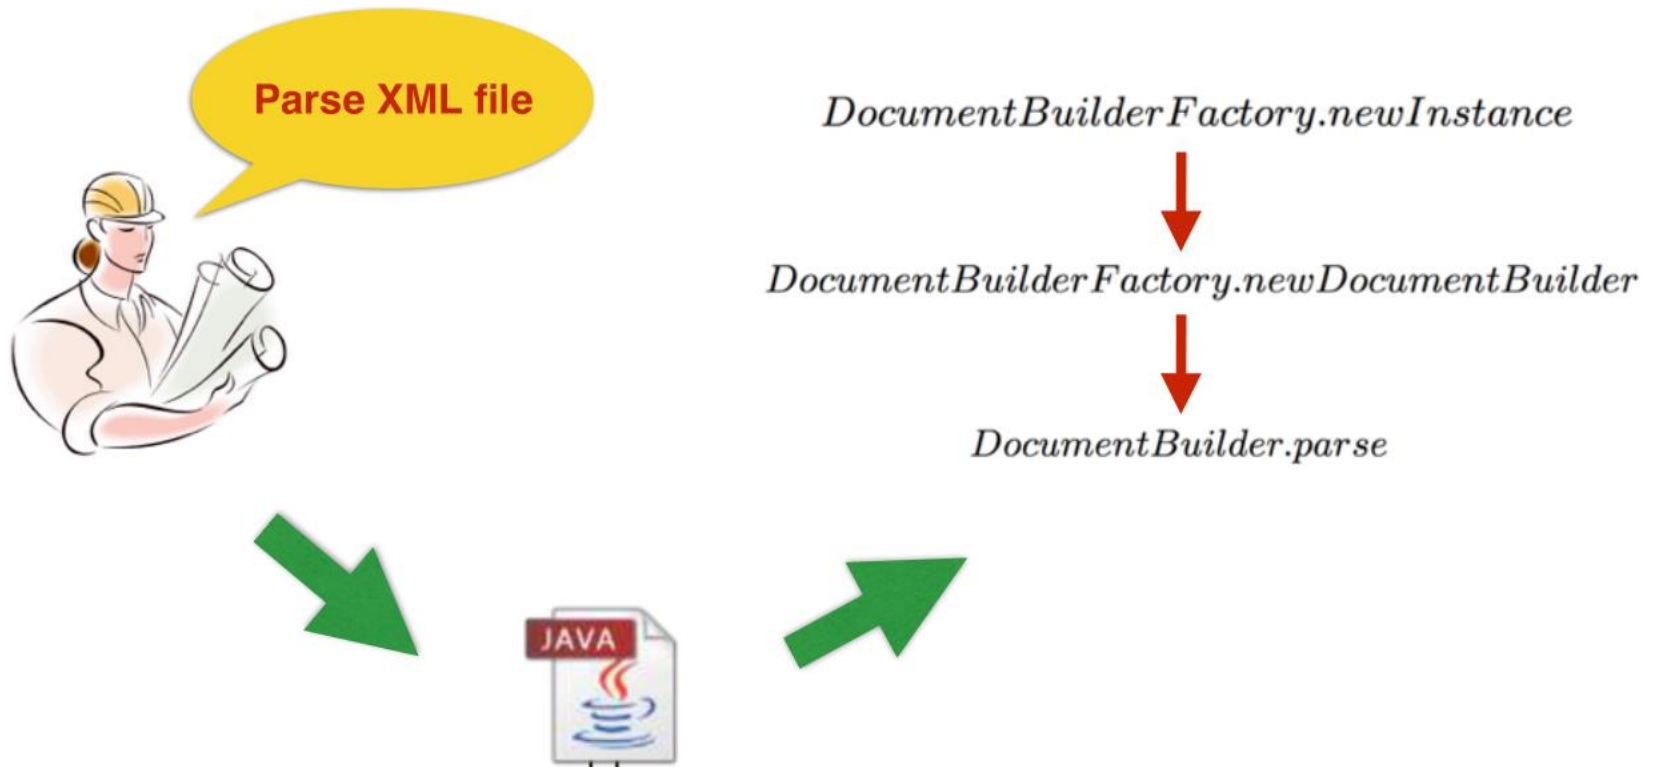 Parse XML file
DocumentBuilderFactory.newInstance
DocumentBuilderFactory.newDocumentBuilder
DocumentBuilder.parse
JAVA